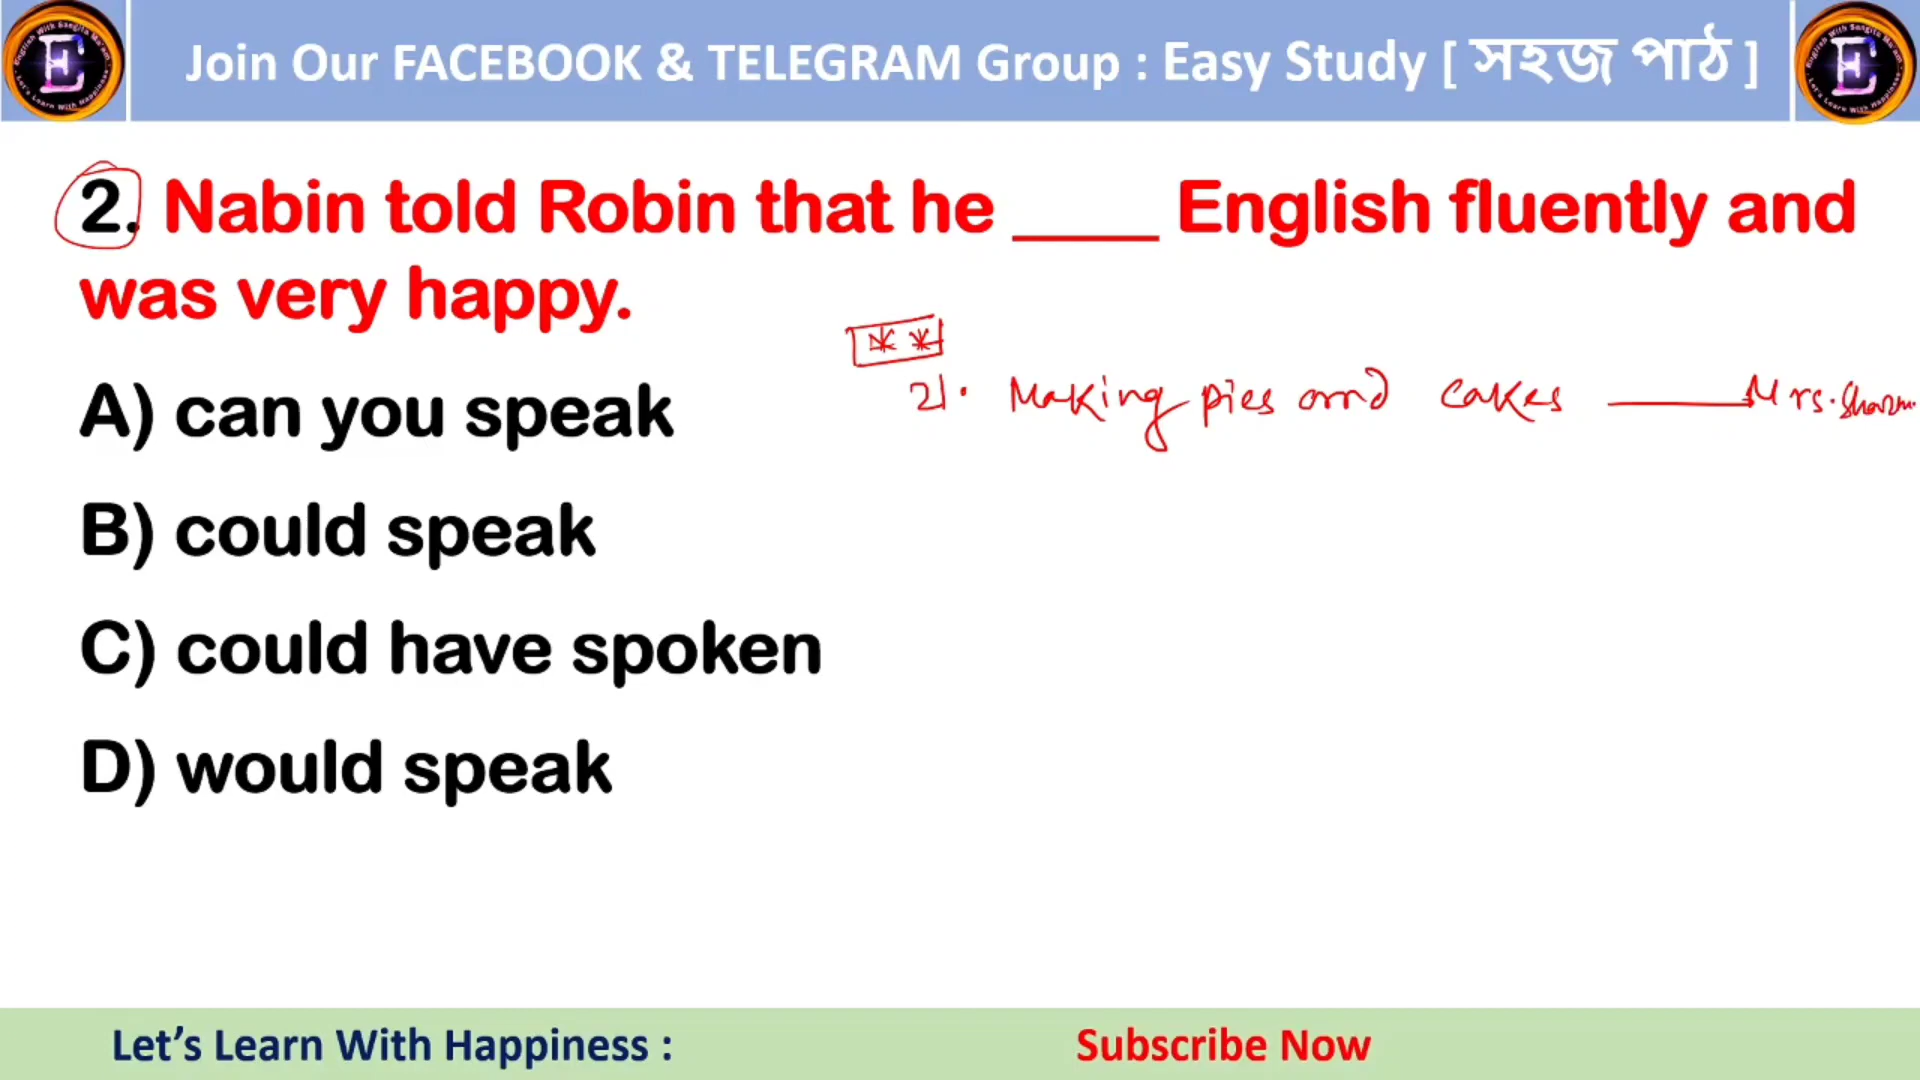 Join Our FACEBOOK & TELEGRAM Group : Easy Study [ সহজ পাঠ ]
2. Nabin told Robin that he ____ English fluently and
was very happy.
**
21. Making pies and cakes ____ Mrs.
A) can you speak
B) could speak
C) could have spoken
D) would speak
Let's Learn With Happiness :
Subscribe Now